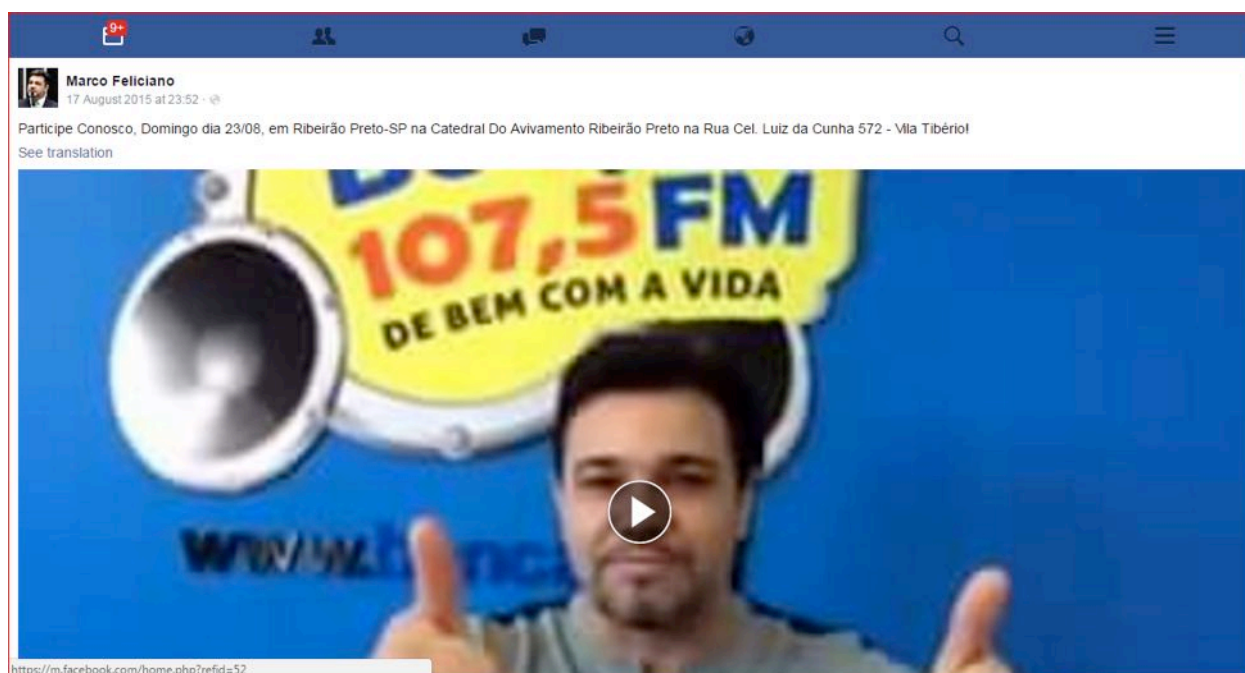 9+
Marco Feliciano
17 August 2015 at 23:52
Participe Conosco, Domingo dia 23/08, em Ribeirão Preto-SP na Catedral Do Avivamento Ribeirão Preto na Rua Cel. Luiz da Cunha 572 - Vila Tibério!
See translation
107,5 FM
DE BEM COM A VIDA
https://m.facebook.com/home.php?refid=52